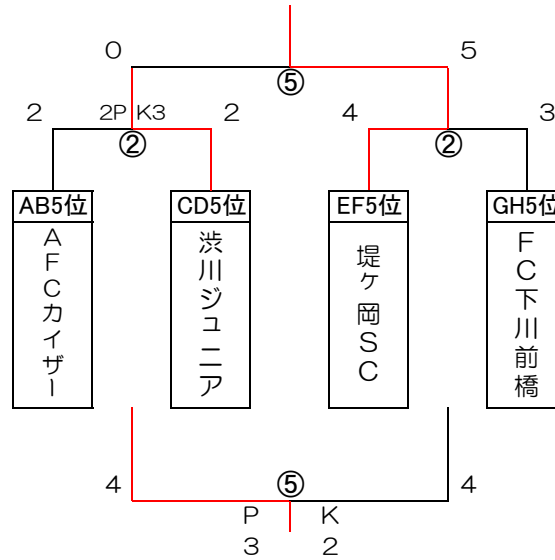 0 5
⑤
2 2P K3 2 4 3
② ②
AB5位 CD5位 EF5位 GH5位
AFCカイザー
渋川ジュニア
堤ヶ岡SC
FC下川前橋
4 ⑤ 4
P K
3 2